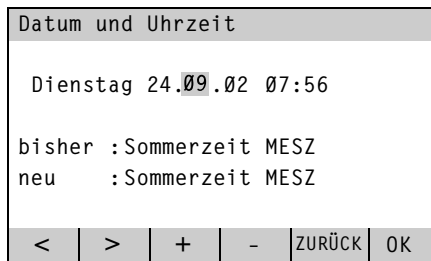 Datum und Uhrzeit
Dienstag 24.09.02 07:56
bisher :Sommerzeit MESZ
neu :Sommerzeit MESZ
< > + - ZURÜCK OK